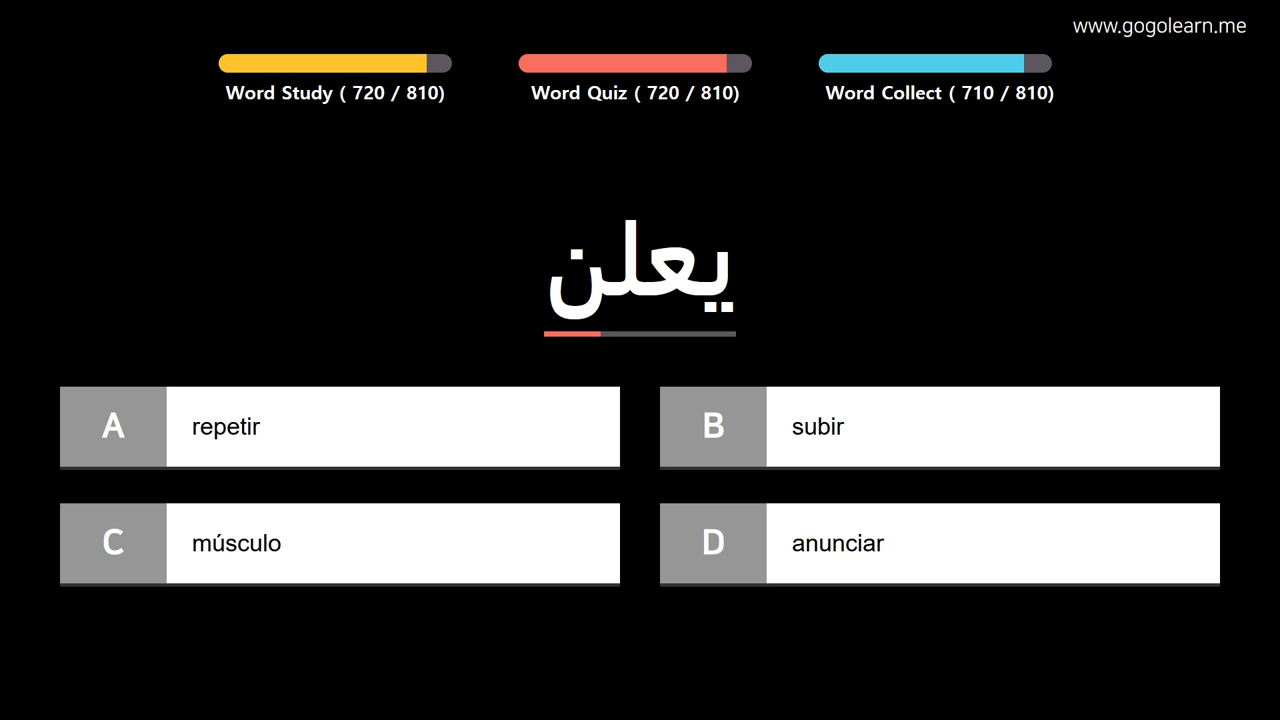 www.gogolearn.me
Word Study ( 720 / 810)
Word Quiz ( 720 / 810)
Word Collect ( 710 / 810)
يعلن
A repetir
B subir
C músculo
D anunciar